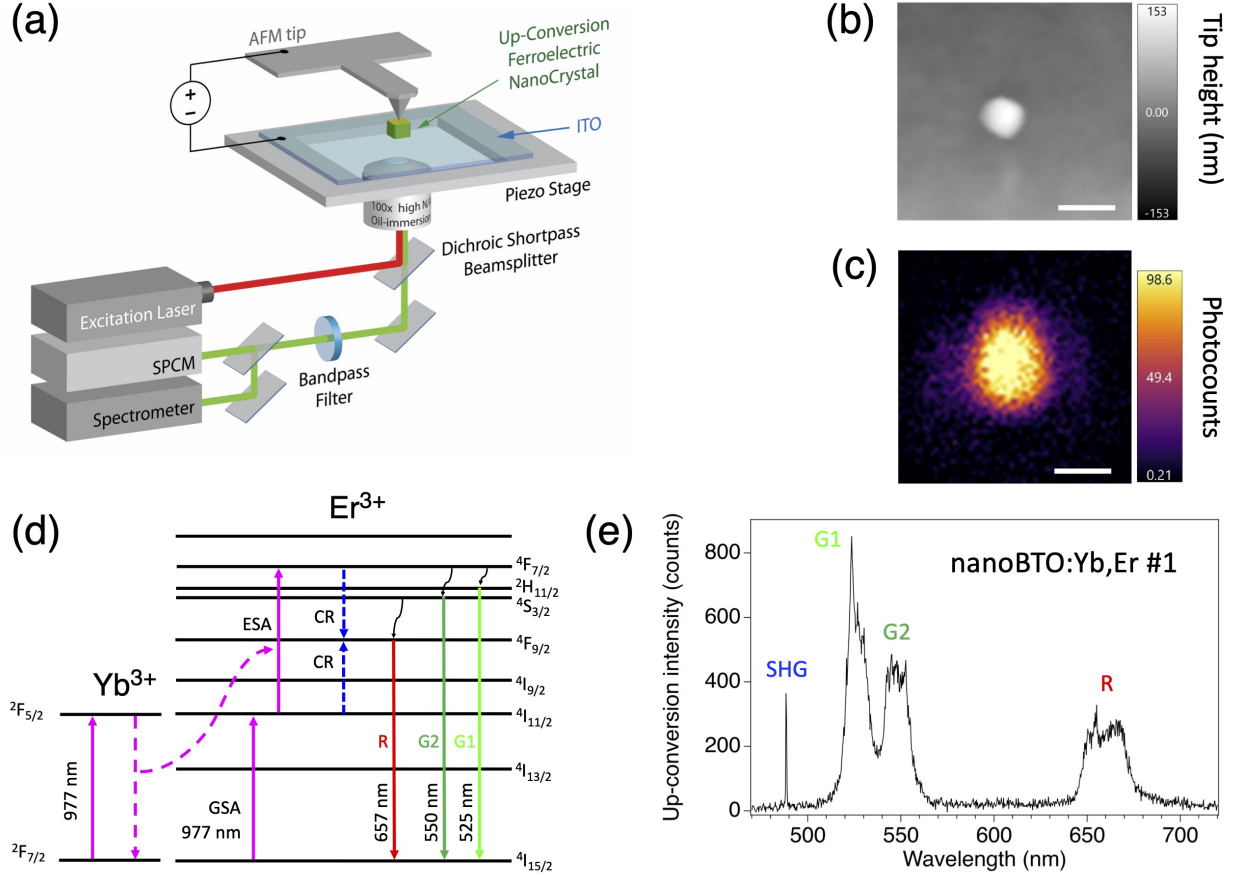 (a)
AFM tip
Up-Conversion
Ferroelectric
NanoCrystal
+
−
ITO
Piezo Stage
100x high N
Oil-immersion
Dichroic Shortpass
Beamsplitter
Excitation Laser
SPCM
Spectrometer
Bandpass
Filter
(b)
153
0.00
-153
Tip height (nm)
(c)
98.6
49.4
0.21
Photocounts
(d)
Er3+
Yb3+
2F5/2
2F7/2
977 nm
GSA
977 nm
ESA
CR
CR
R
G2
G1
657 nm
550 nm
525 nm
4F7/2
2H11/2
4S3/2
4F9/2
4I9/2
4I11/2
4I13/2
4I15/2
(e)
Up-conversion intensity (counts)
800
600
400
200
0
G1
nanoBTO:Yb,Er #1
G2
SHG
R
500
550
600
650
700
Wavelength (nm)